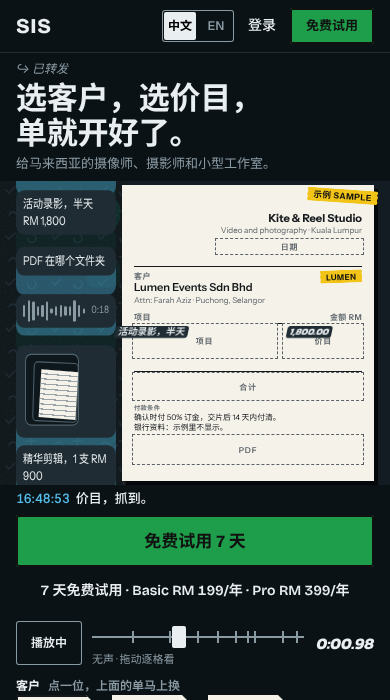 SIS
中文
EN
登录
免费试用
↪ 已转发
选客户，选价目，
单就开好了。
给马来西亚的摄像师、摄影师和小型工作室。
活动录影，半天
RM 1,800
PDF 在哪个文件夹
0:18
精华剪辑，1 支 RM
900
示例 SAMPLE
Kite & Reel Studio
Video and photography · Kuala Lumpur
日期
客户
LUMEN
Lumen Events Sdn Bhd
Attn: Farah Aziz · Puchong, Selangor
项目
金额 RM
活动录影，半天
1,800.00
项目
价目
合计
付款条件
确认时付 50% 订金，交片后 14 天内付清。
银行资料：示例里不显示。
PDF
16:48:53 价目，抓到。
免费试用 7 天
7 天免费试用 · Basic RM 199/年 · Pro RM 399/年
播放中
0:00.98
无声·拖动逐格看
客户 点一位，上面的单马上换